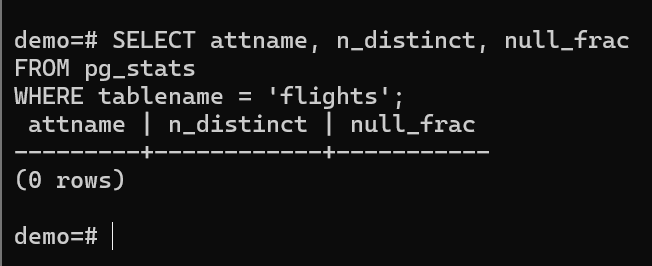 demo=# SELECT attname, n_distinct, null_frac
FROM pg_stats
WHERE tablename = 'flights';
 attname | n_distinct | null_frac
---------+------------+-----------
(0 rows)

demo=#